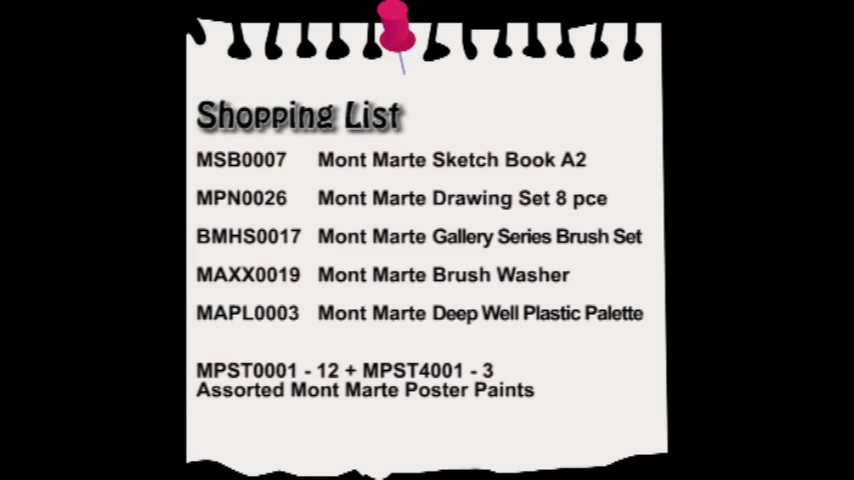 Shopping List
MSB0007 Mont Marte Sketch Book A2
MPN0026 Mont Marte Drawing Set 8 pce
BMHS0017 Mont Marte Gallery Series Brush Set
MAXX0019 Mont Marte Brush Washer
MAPL0003 Mont Marte Deep Well Plastic Palette
MPST0001 - 12 + MPST4001 - 3
Assorted Mont Marte Poster Paints